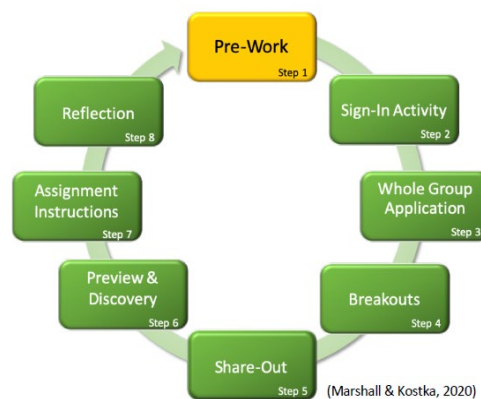 Pre-Work
Step 1
Sign-In Activity
Step 2
Whole Group
Application
Step 3
Breakouts
Step 4
Share-Out
Step 5
Preview &
Discovery
Step 6
Assignment
Instructions
Step 7
Reflection
Step 8
(Marshall & Kostka, 2020)